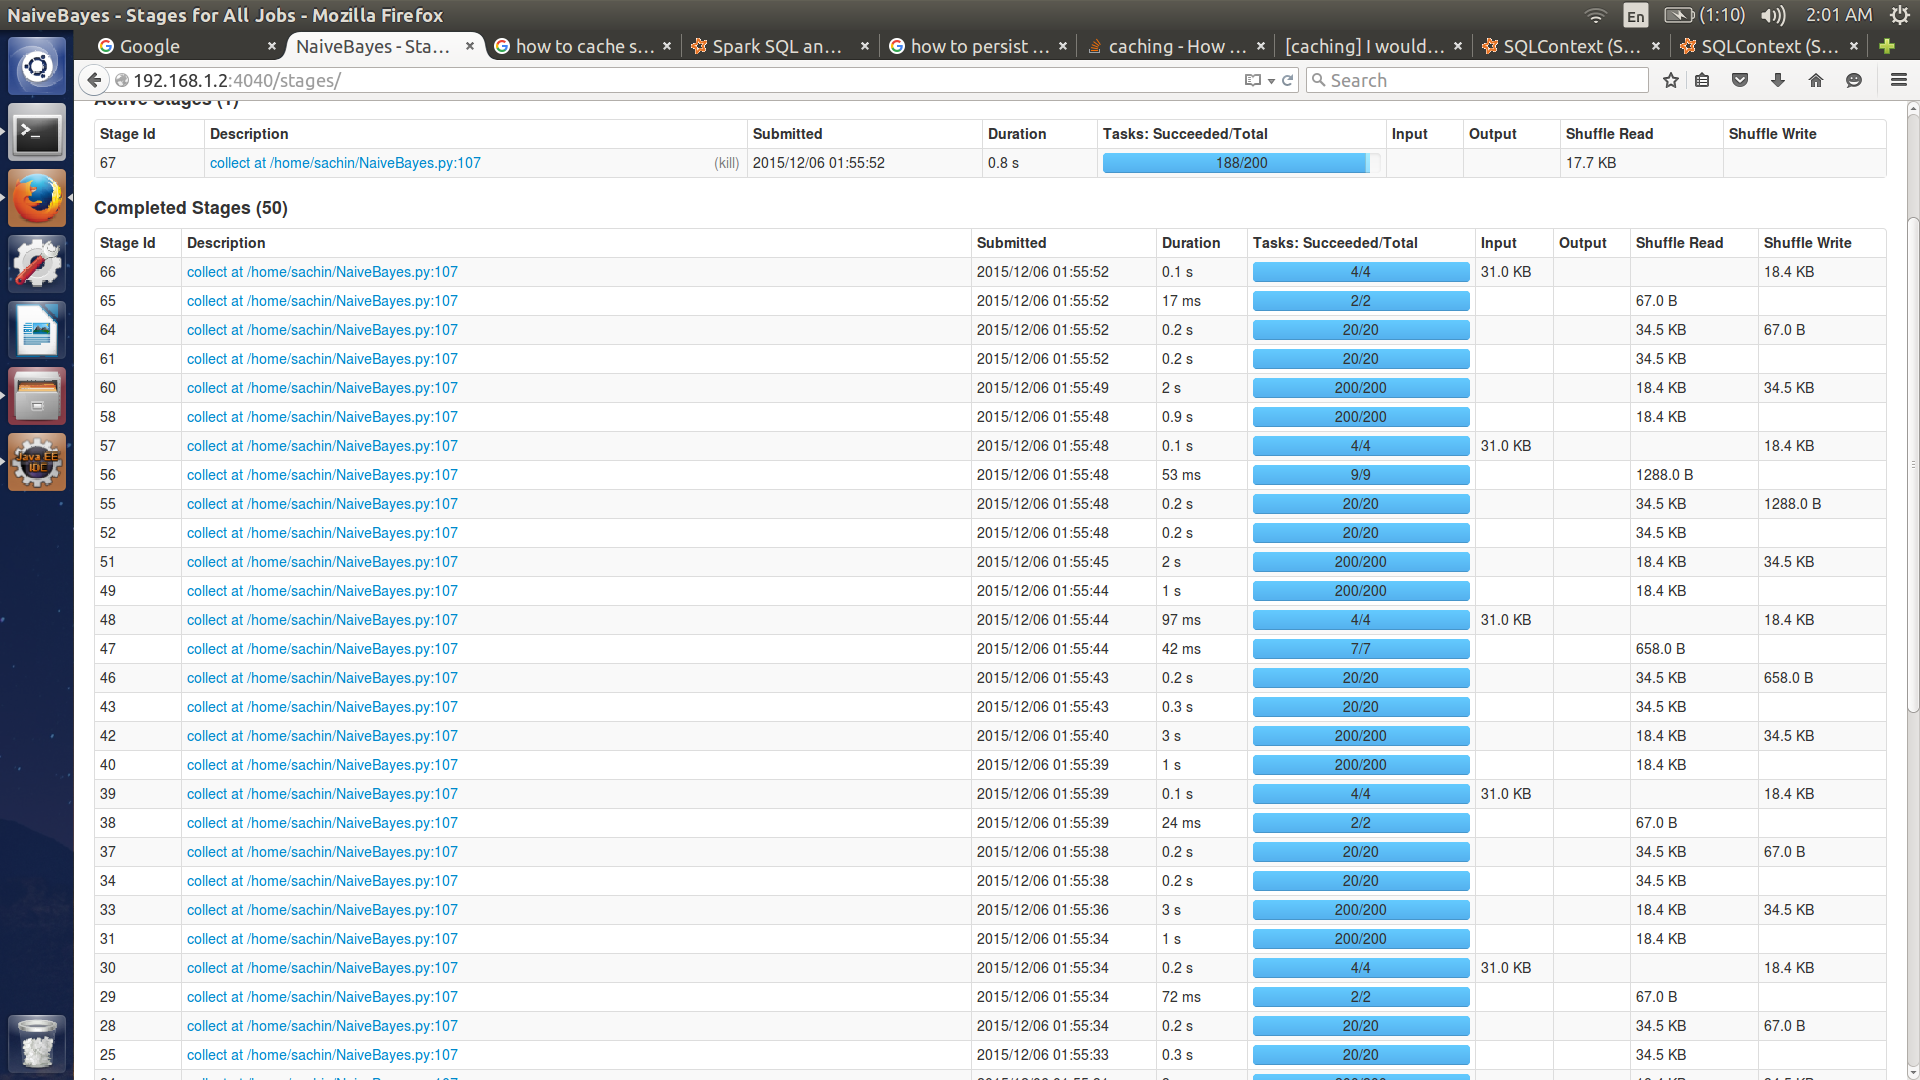 NaiveBayes - Stages for All Jobs - Mozilla Firefox
En (1:10) 2:01 AM
Google × NaiveBayes - Sta... × how to cache s... × Spark SQL an... × how to persist ... × caching - How ... × [caching] I would... × SQLContext (S... × SQLContext (S... ×
192.168.1.2:4040/stages/ Search
Active Stages (1)
Stage Id Description Submitted Duration Tasks: Succeeded/Total Input Output Shuffle Read Shuffle Write
67 collect at /home/sachin/NaiveBayes.py:107 (kill) 2015/12/06 01:55:52 0.8 s 188/200 17.7 KB
Completed Stages (50)
Stage Id Description Submitted Duration Tasks: Succeeded/Total Input Output Shuffle Read Shuffle Write
66 collect at /home/sachin/NaiveBayes.py:107 2015/12/06 01:55:52 0.1 s 4/4 31.0 KB 18.4 KB
65 collect at /home/sachin/NaiveBayes.py:107 2015/12/06 01:55:52 17 ms 2/2 67.0 B
64 collect at /home/sachin/NaiveBayes.py:107 2015/12/06 01:55:52 0.2 s 20/20 34.5 KB 67.0 B
61 collect at /home/sachin/NaiveBayes.py:107 2015/12/06 01:55:52 0.2 s 20/20 34.5 KB
60 collect at /home/sachin/NaiveBayes.py:107 2015/12/06 01:55:49 2 s 200/200 18.4 KB 34.5 KB
58 collect at /home/sachin/NaiveBayes.py:107 2015/12/06 01:55:48 0.9 s 200/200 18.4 KB
57 collect at /home/sachin/NaiveBayes.py:107 2015/12/06 01:55:48 0.1 s 4/4 31.0 KB 18.4 KB
56 collect at /home/sachin/NaiveBayes.py:107 2015/12/06 01:55:48 53 ms 9/9 1288.0 B
55 collect at /home/sachin/NaiveBayes.py:107 2015/12/06 01:55:48 0.2 s 20/20 34.5 KB 1288.0 B
52 collect at /home/sachin/NaiveBayes.py:107 2015/12/06 01:55:48 0.2 s 20/20 34.5 KB
51 collect at /home/sachin/NaiveBayes.py:107 2015/12/06 01:55:45 2 s 200/200 18.4 KB 34.5 KB
49 collect at /home/sachin/NaiveBayes.py:107 2015/12/06 01:55:44 1 s 200/200 18.4 KB
48 collect at /home/sachin/NaiveBayes.py:107 2015/12/06 01:55:44 97 ms 4/4 31.0 KB 18.4 KB
47 collect at /home/sachin/NaiveBayes.py:107 2015/12/06 01:55:44 42 ms 7/7 658.0 B
46 collect at /home/sachin/NaiveBayes.py:107 2015/12/06 01:55:43 0.2 s 20/20 34.5 KB 658.0 B
43 collect at /home/sachin/NaiveBayes.py:107 2015/12/06 01:55:43 0.3 s 20/20 34.5 KB
42 collect at /home/sachin/NaiveBayes.py:107 2015/12/06 01:55:40 3 s 200/200 18.4 KB 34.5 KB
40 collect at /home/sachin/NaiveBayes.py:107 2015/12/06 01:55:39 1 s 200/200 18.4 KB
39 collect at /home/sachin/NaiveBayes.py:107 2015/12/06 01:55:39 0.1 s 4/4 31.0 KB 18.4 KB
38 collect at /home/sachin/NaiveBayes.py:107 2015/12/06 01:55:39 24 ms 2/2 67.0 B
37 collect at /home/sachin/NaiveBayes.py:107 2015/12/06 01:55:38 0.2 s 20/20 34.5 KB 67.0 B
34 collect at /home/sachin/NaiveBayes.py:107 2015/12/06 01:55:38 0.2 s 20/20 34.5 KB
33 collect at /home/sachin/NaiveBayes.py:107 2015/12/06 01:55:36 3 s 200/200 18.4 KB 34.5 KB
31 collect at /home/sachin/NaiveBayes.py:107 2015/12/06 01:55:34 1 s 200/200 18.4 KB
30 collect at /home/sachin/NaiveBayes.py:107 2015/12/06 01:55:34 0.2 s 4/4 31.0 KB 18.4 KB
29 collect at /home/sachin/NaiveBayes.py:107 2015/12/06 01:55:34 72 ms 2/2 67.0 B
28 collect at /home/sachin/NaiveBayes.py:107 2015/12/06 01:55:34 0.2 s 20/20 34.5 KB 67.0 B
25 collect at /home/sachin/NaiveBayes.py:107 2015/12/06 01:55:33 0.3 s 20/20 34.5 KB
Java EE
IDE